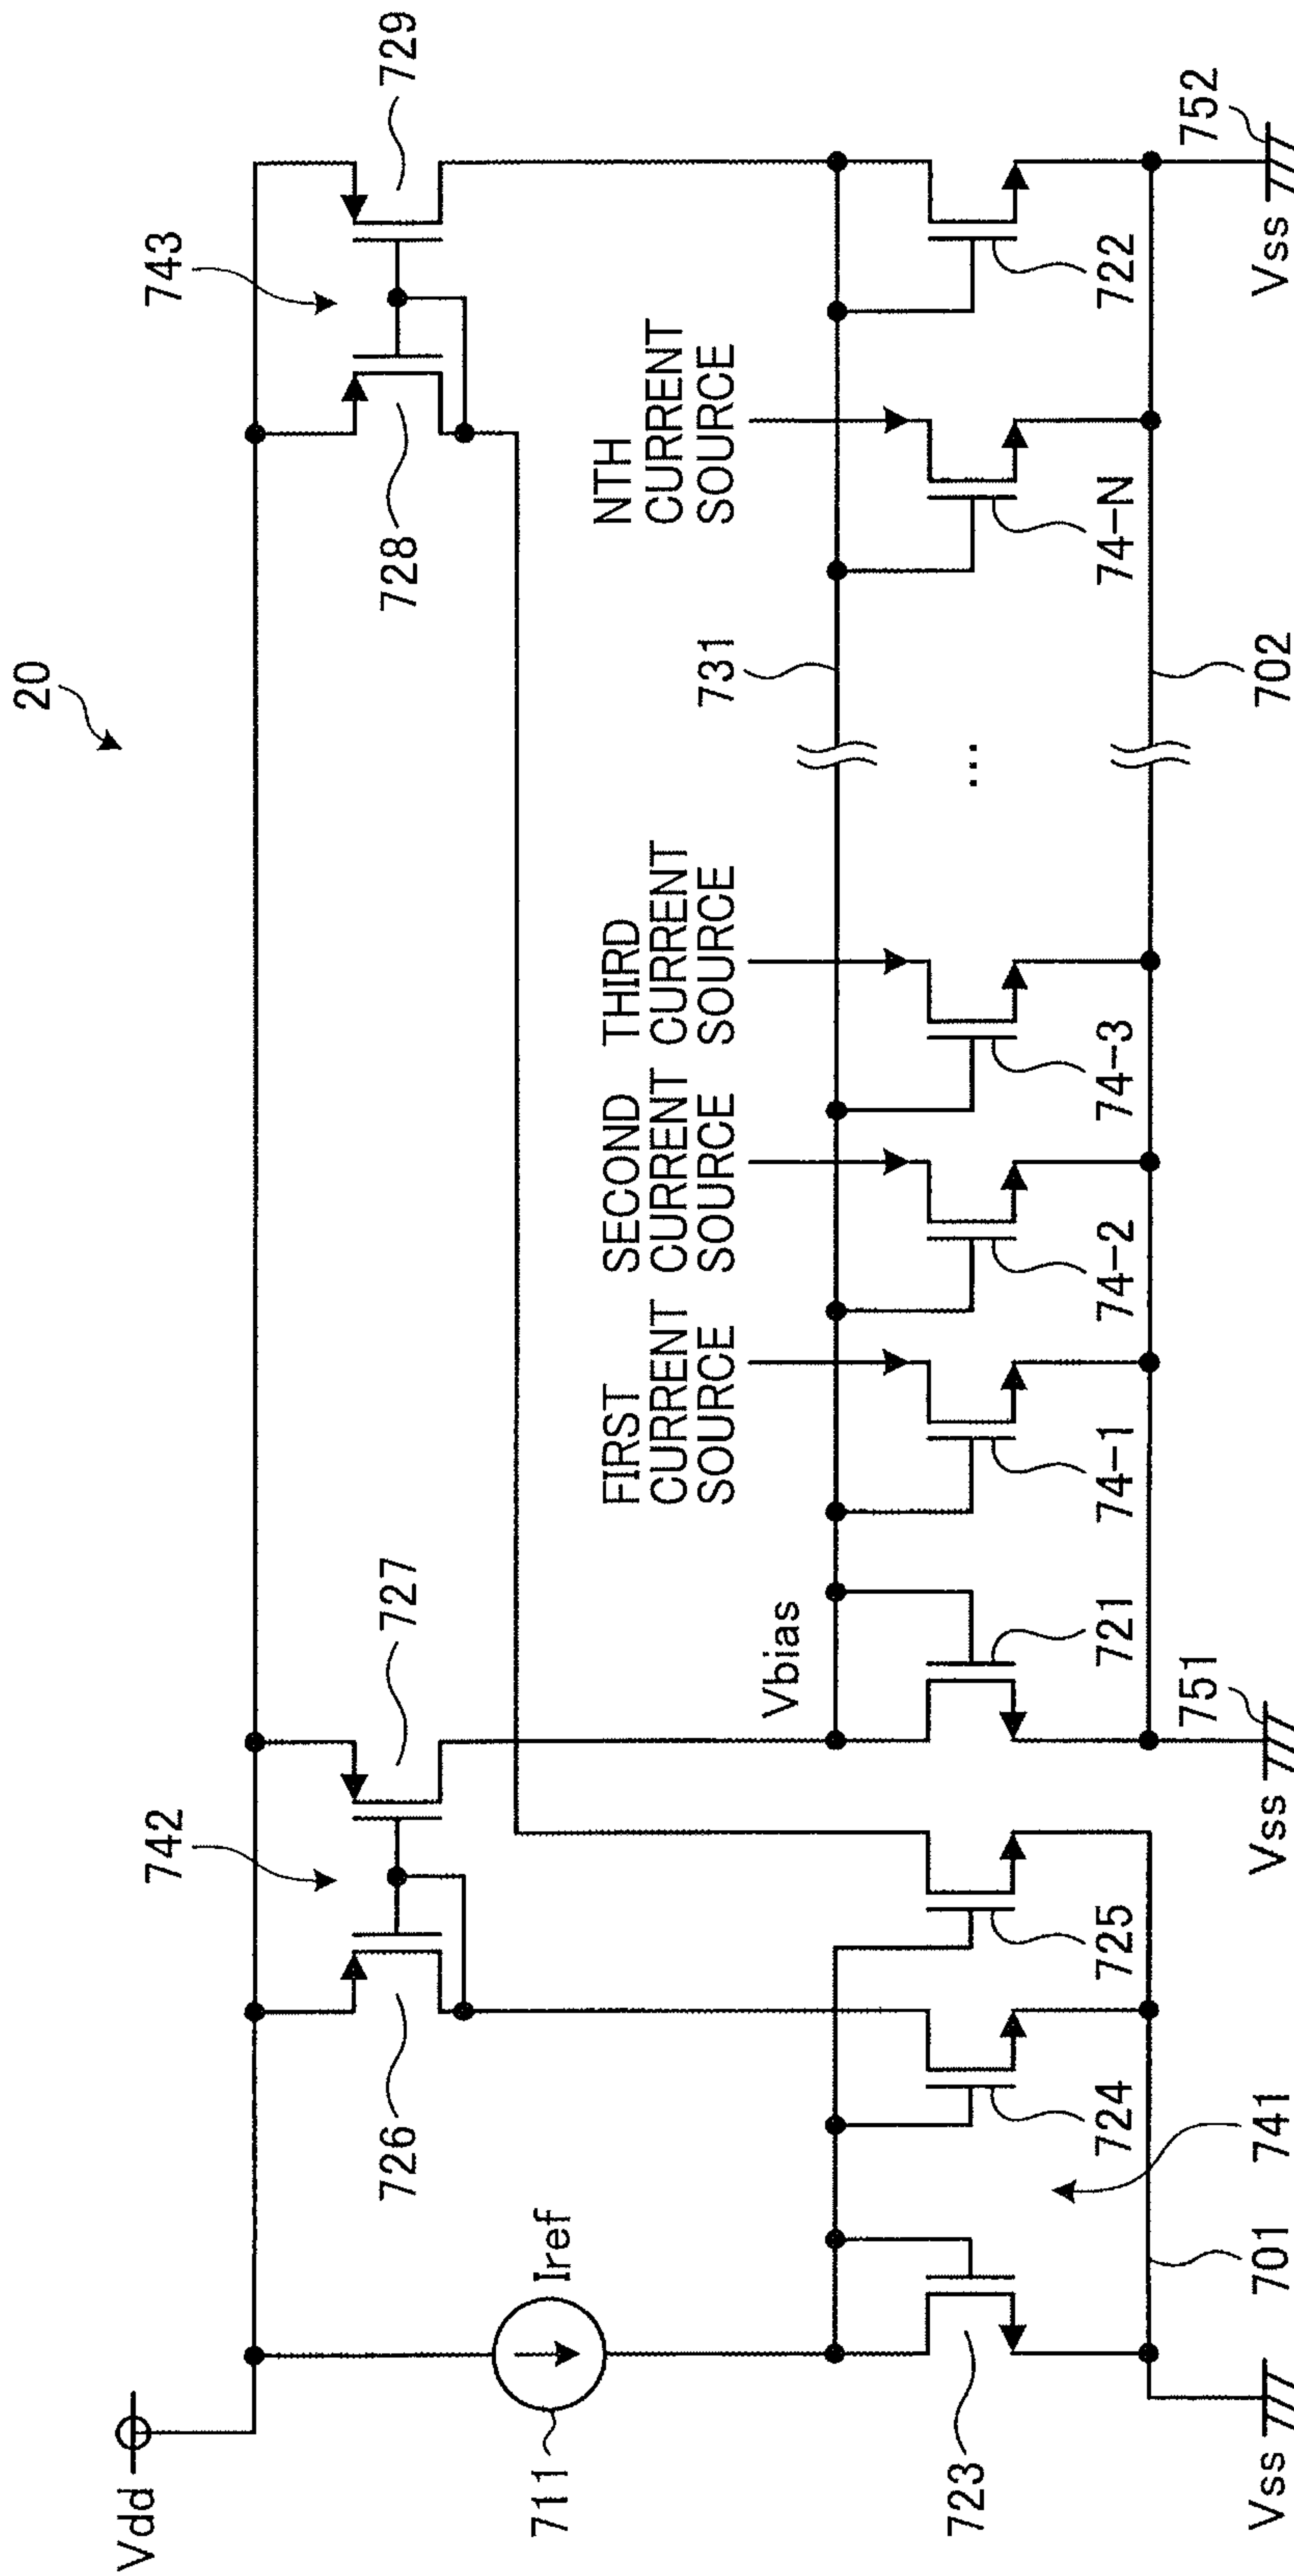 20
Vdd
742
743
726
727
728
729
711
Iref
Vbias
FIRST
CURRENT
SOURCE
SECOND
CURRENT
SOURCE
THIRD
CURRENT
SOURCE
NTH
CURRENT
SOURCE
731
...
723
724
725
721
74-1
74-2
74-3
74-N
722
741
701
702
Vss
Vss
751
Vss
752